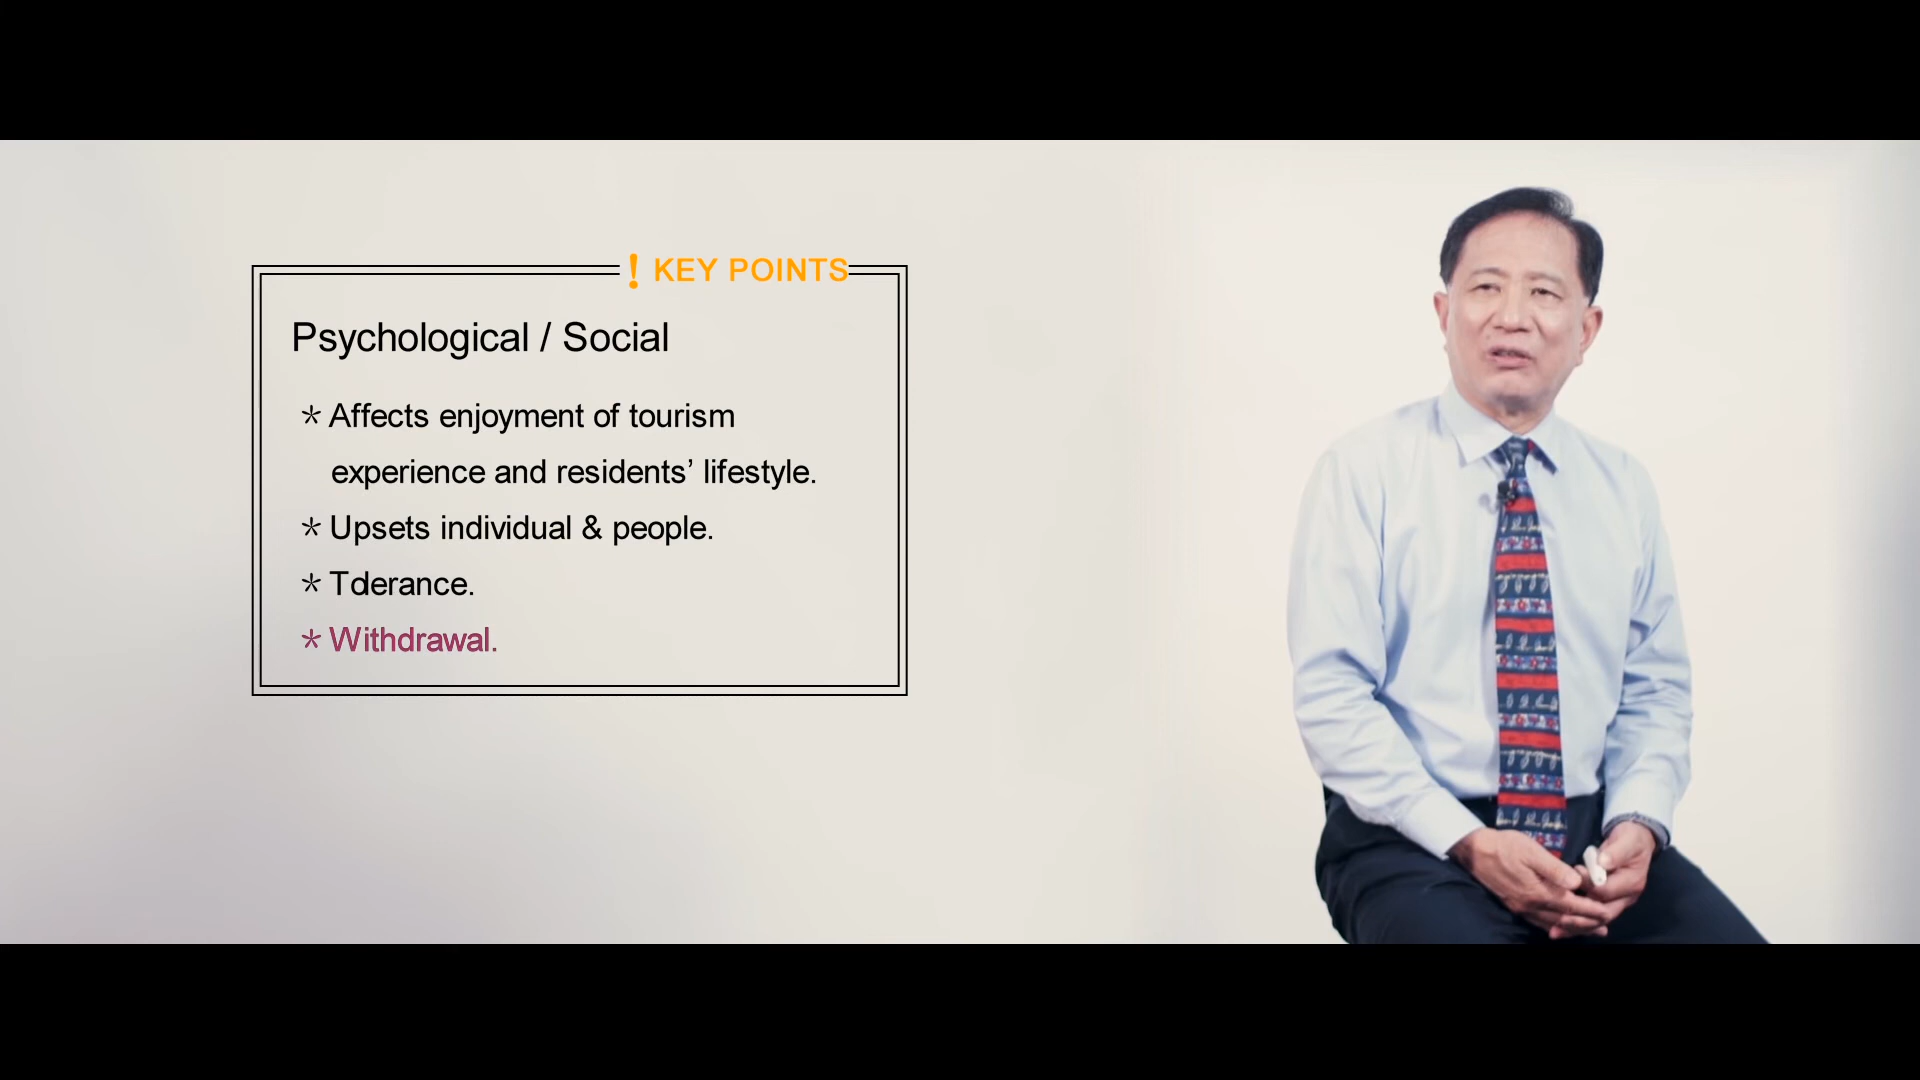 ! KEY POINTS
Psychological / Social
* Affects enjoyment of tourism
experience and residents’ lifestyle.
* Upsets individual & people.
* Tderance.
* Withdrawal.